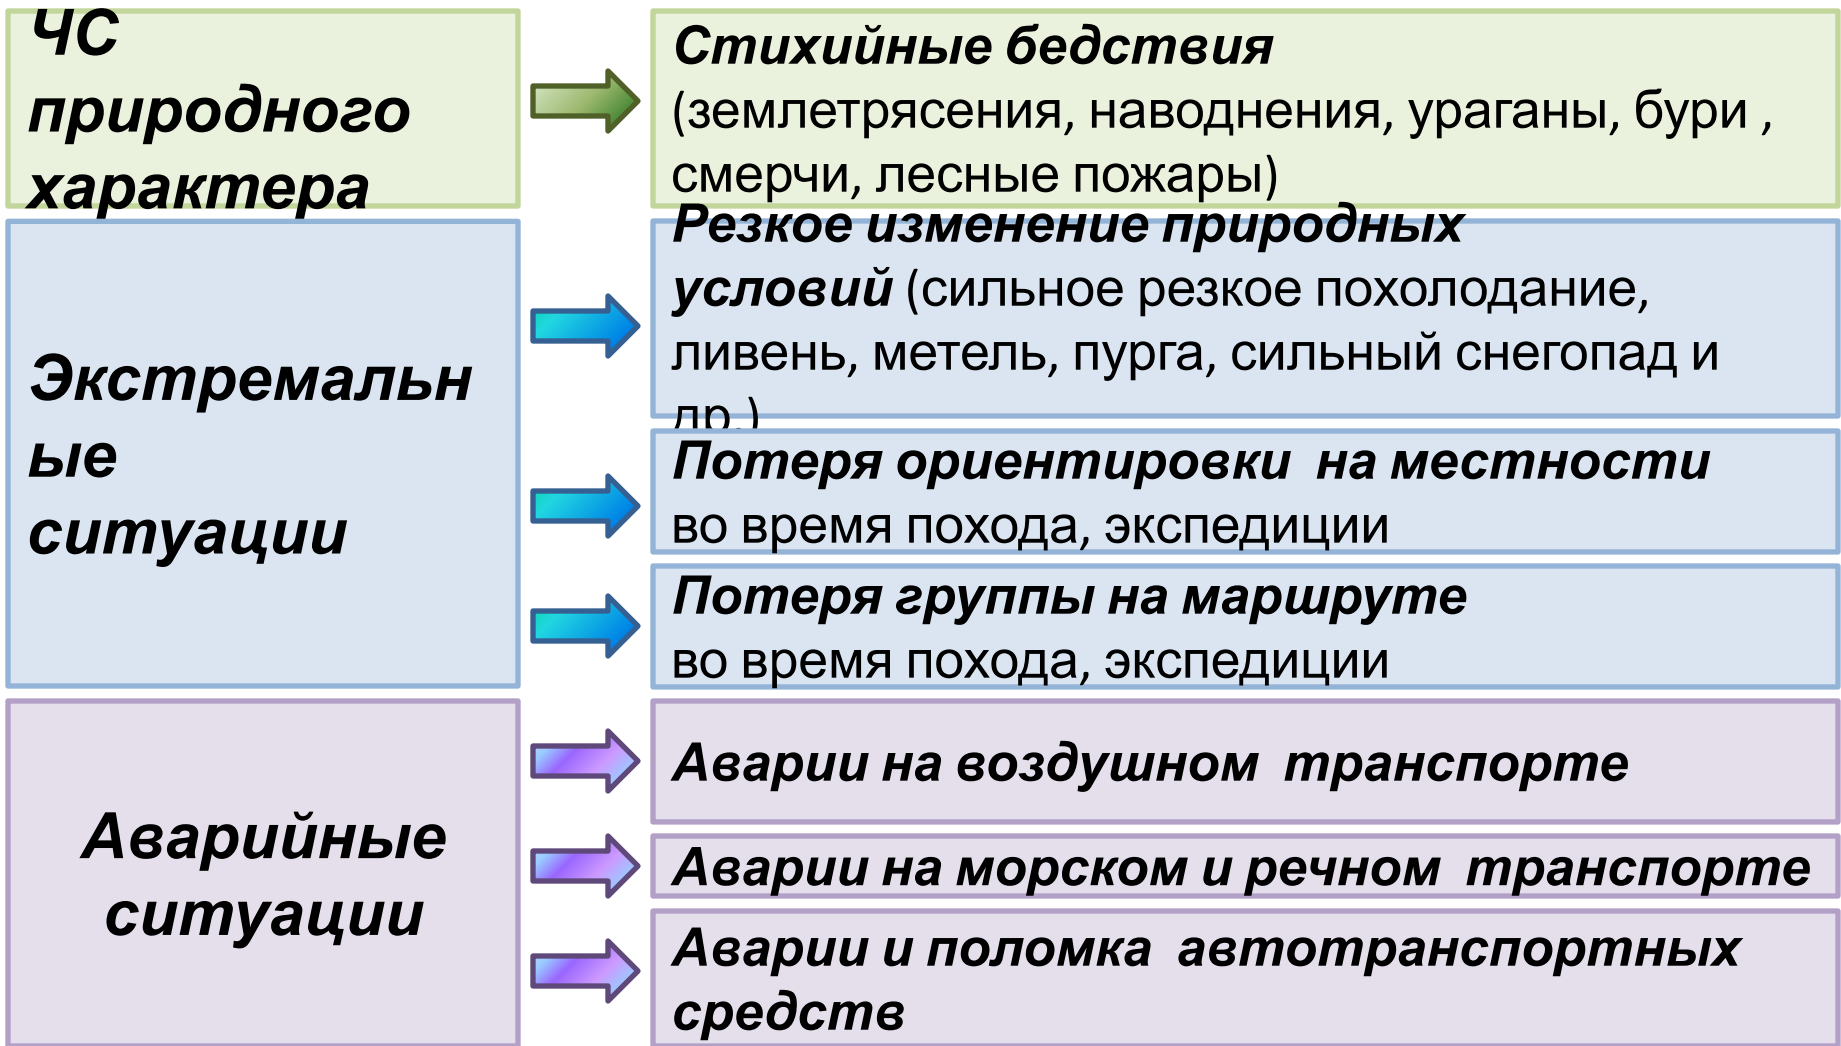 ЧС
природного
характера
Стихийные бедствия
(землетрясения, наводнения, ураганы, бури ,
смерчи, лесные пожары)
Экстремальн
ые
ситуации
Резкое изменение природных
условий (сильное резкое похолодание,
ливень, метель, пурга, сильный снегопад и
др.)
Потеря ориентировки на местности
во время похода, экспедиции
Потеря группы на маршруте
во время похода, экспедиции
Аварийные
ситуации
Аварии на воздушном транспорте
Аварии на морском и речном транспорте
Аварии и поломка автотранспортных
средств